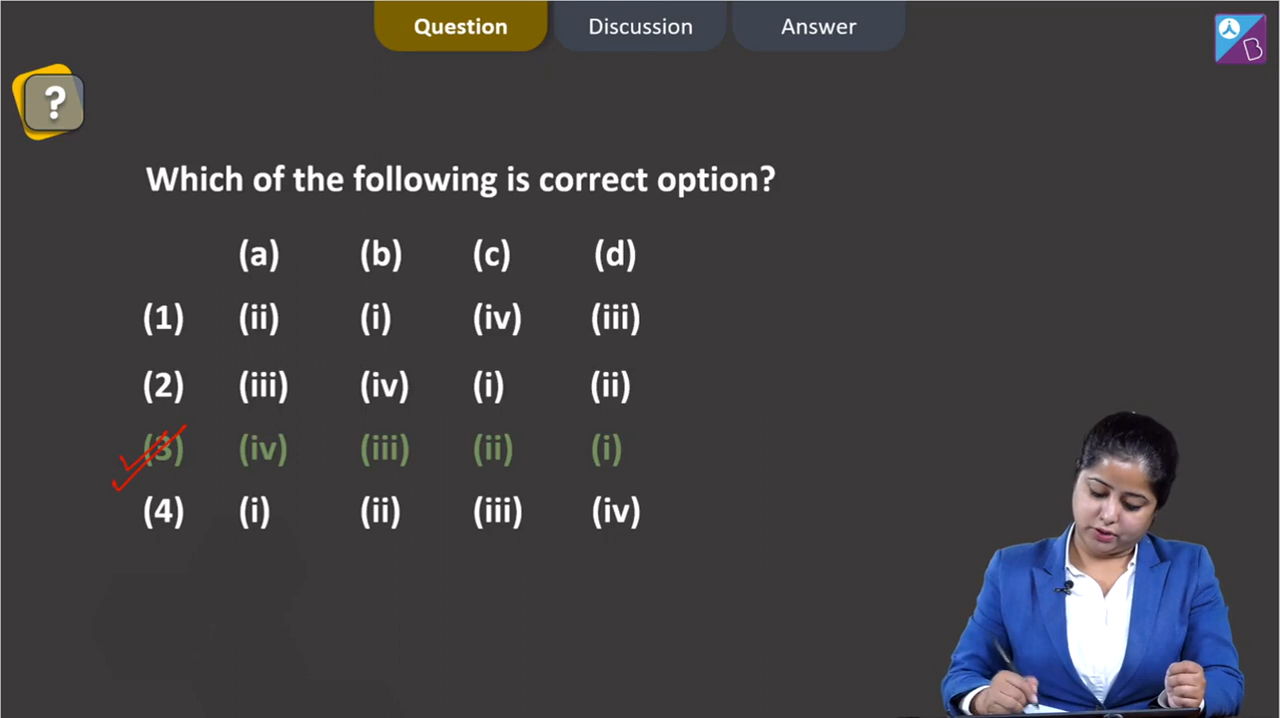 Question Discussion Answer
B
?
Which of the following is correct option?
(a) (b) (c) (d)
(1) (ii) (i) (iv) (iii)
(2) (iii) (iv) (i) (ii)
(3) (iv) (iii) (ii) (i)
(4) (i) (ii) (iii) (iv)